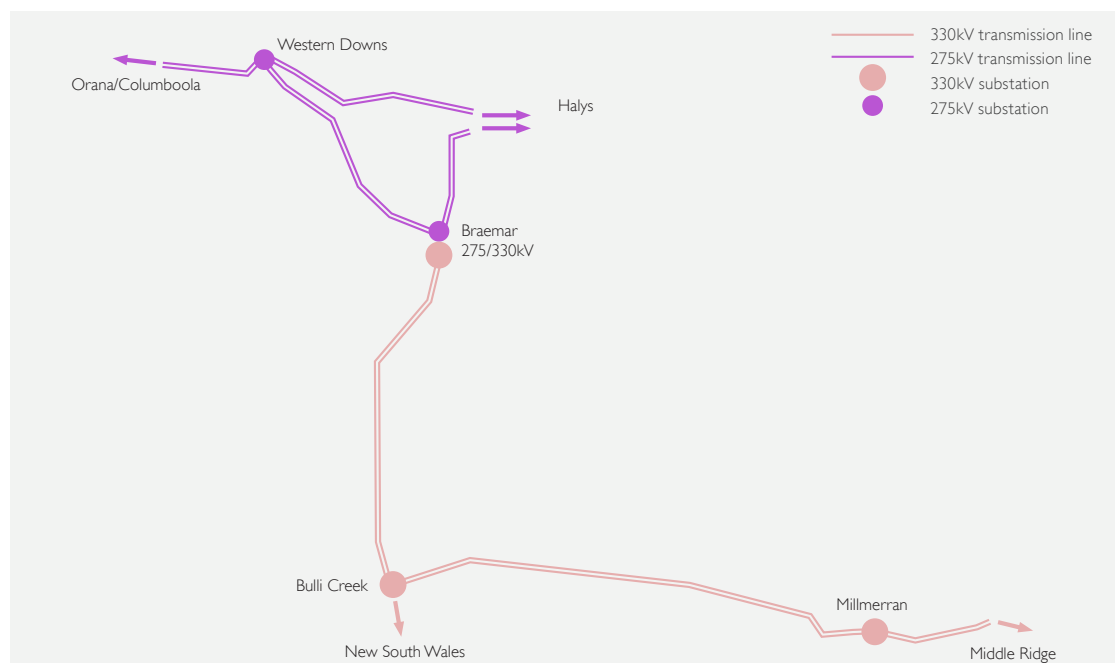 Western Downs
Orana/Columboola
Halys
330kV transmission line
275kV transmission line
330kV substation
275kV substation
Braemar
275/330kV
Bulli Creek
New South Wales
Millmerran
Middle Ridge